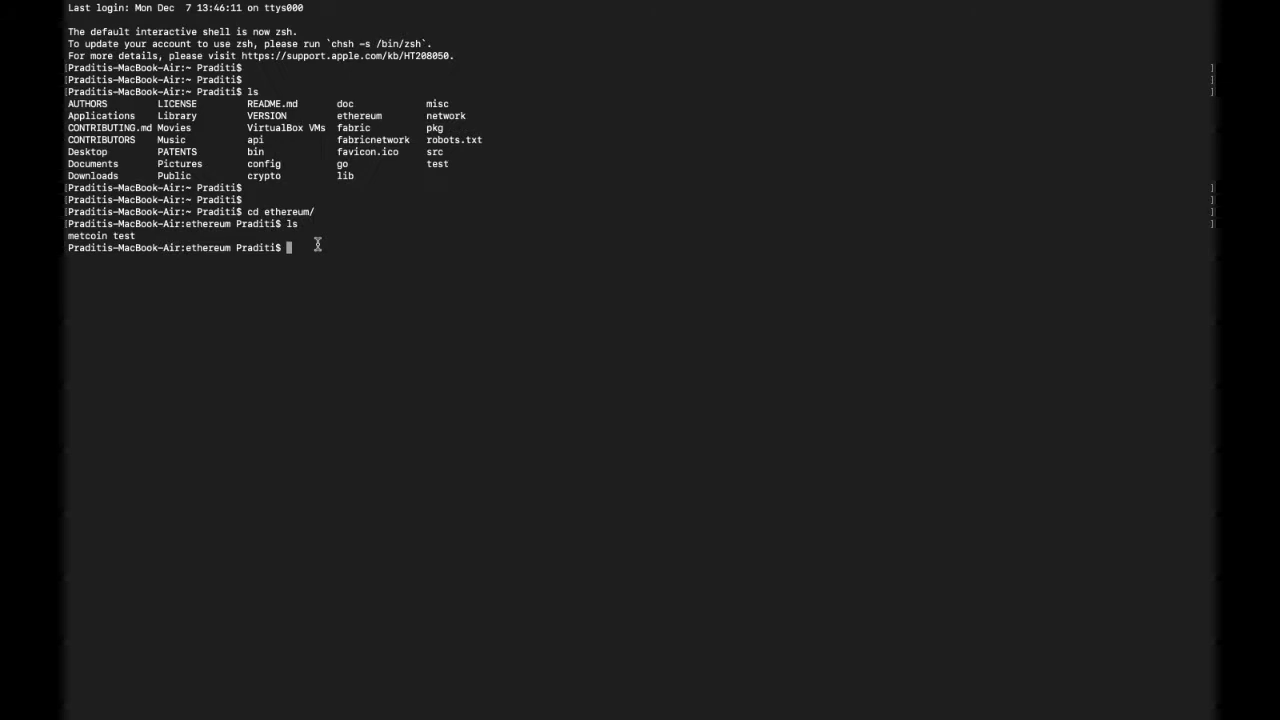 Last login: Mon Dec  7 13:46:11 on ttys000

The default interactive shell is now zsh.
To update your account to use zsh, please run `chsh -s /bin/zsh`.
For more details, please visit https://support.apple.com/kb/HT208050.
[Praditis-MacBook-Air:~ Praditi$ ]
[Praditis-MacBook-Air:~ Praditi$ ]
[Praditis-MacBook-Air:~ Praditi$ ls ]
AUTHORS         LICENSE         README.md       doc             misc
Applications    Library         VERSION         ethereum        network
CONTRIBUTING.md Movies          VirtualBox VMs  fabric          pkg
CONTRIBUTORS    Music           api             fabricnetwork   robots.txt
Desktop         PATENTS         bin             favicon.ico     src
Documents       Pictures        config          go              test
Downloads       Public          crypto          lib
[Praditis-MacBook-Air:~ Praditi$ ]
[Praditis-MacBook-Air:~ Praditi$ ]
[Praditis-MacBook-Air:~ Praditi$ cd ethereum/ ]
[Praditis-MacBook-Air:ethereum Praditi$ ls ]
metcoin test
Praditis-MacBook-Air:ethereum Praditi$